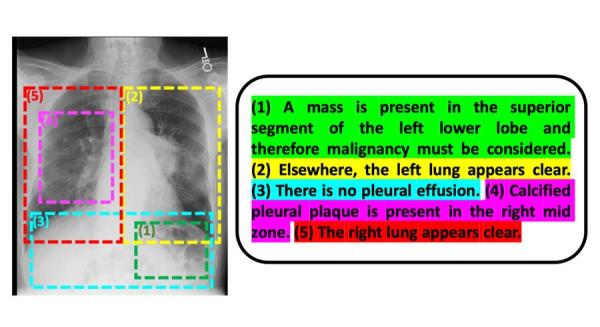 L
(5)
(2)
(4)
(3)
(1)
(1) A mass is present in the superior
segment of the left lower lobe and
therefore malignancy must be considered.
(2) Elsewhere, the left lung appears clear.
(3) There is no pleural effusion. (4) Calcified
pleural plaque is present in the right mid
zone. (5) The right lung appears clear.